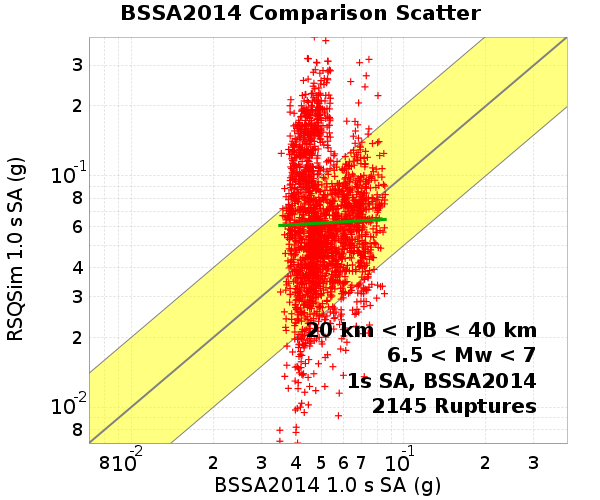 BSSA2014 Comparison Scatter
RSQSim 1.0 s SA (g)
3
2
10-1
8
6
4
3
2
10-2
8
20 km < rJB < 40 km
6.5 < Mw < 7
1s SA, BSSA2014
2145 Ruptures
8 10-2 2 3 4 5 6 7 10-1 2 3
BSSA2014 1.0 s SA (g)